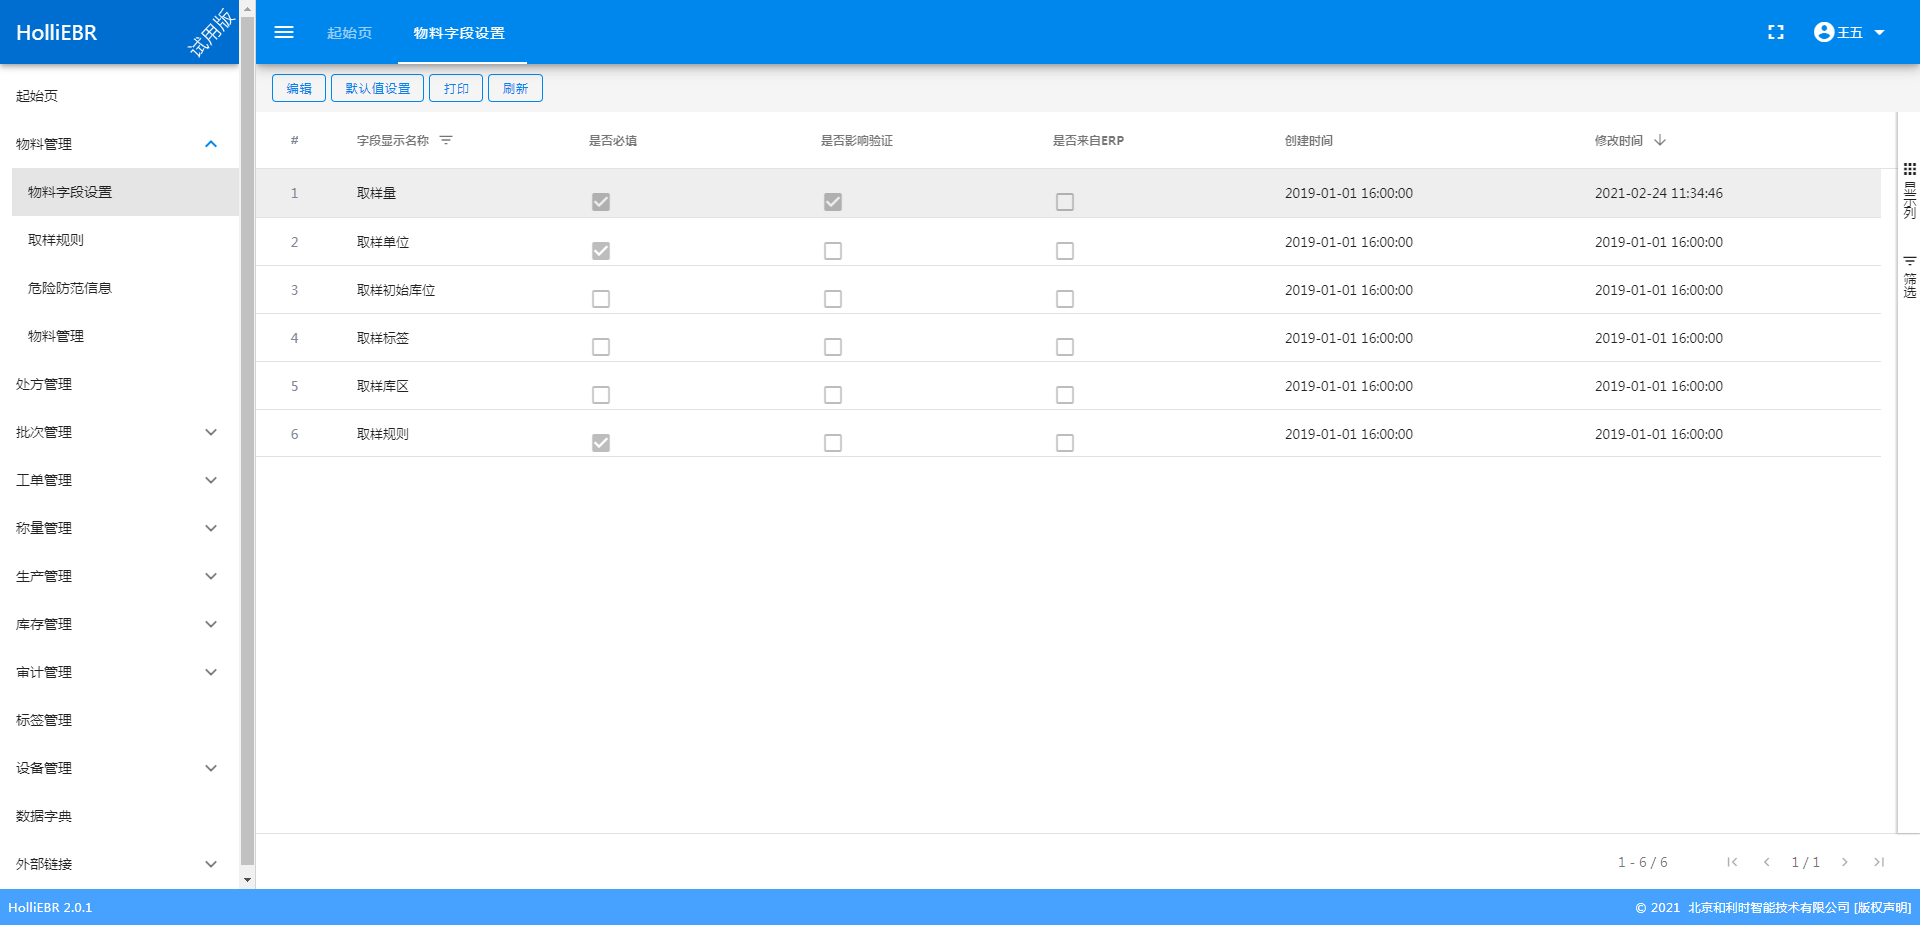 HolliEBR
试用版
起始页
物料字段设置
王五
起始页
物料管理
物料字段设置
取样规则
危险防范信息
物料管理
处方管理
批次管理
工单管理
称量管理
生产管理
库存管理
审计管理
标签管理
设备管理
数据字典
外部链接
编辑
默认值设置
打印
刷新
# 字段显示名称 是否必填 是否影响验证 是否来自ERP 创建时间 修改时间
1 取样量 2019-01-01 16:00:00 2021-02-24 11:34:46
2 取样单位 2019-01-01 16:00:00 2019-01-01 16:00:00
3 取样初始库位 2019-01-01 16:00:00 2019-01-01 16:00:00
4 取样标签 2019-01-01 16:00:00 2019-01-01 16:00:00
5 取样库区 2019-01-01 16:00:00 2019-01-01 16:00:00
6 取样规则 2019-01-01 16:00:00 2019-01-01 16:00:00
显示列
筛选
1 - 6 / 6
1 / 1
HolliEBR 2.0.1
© 2021 北京和利时智能技术有限公司 [版权声明]